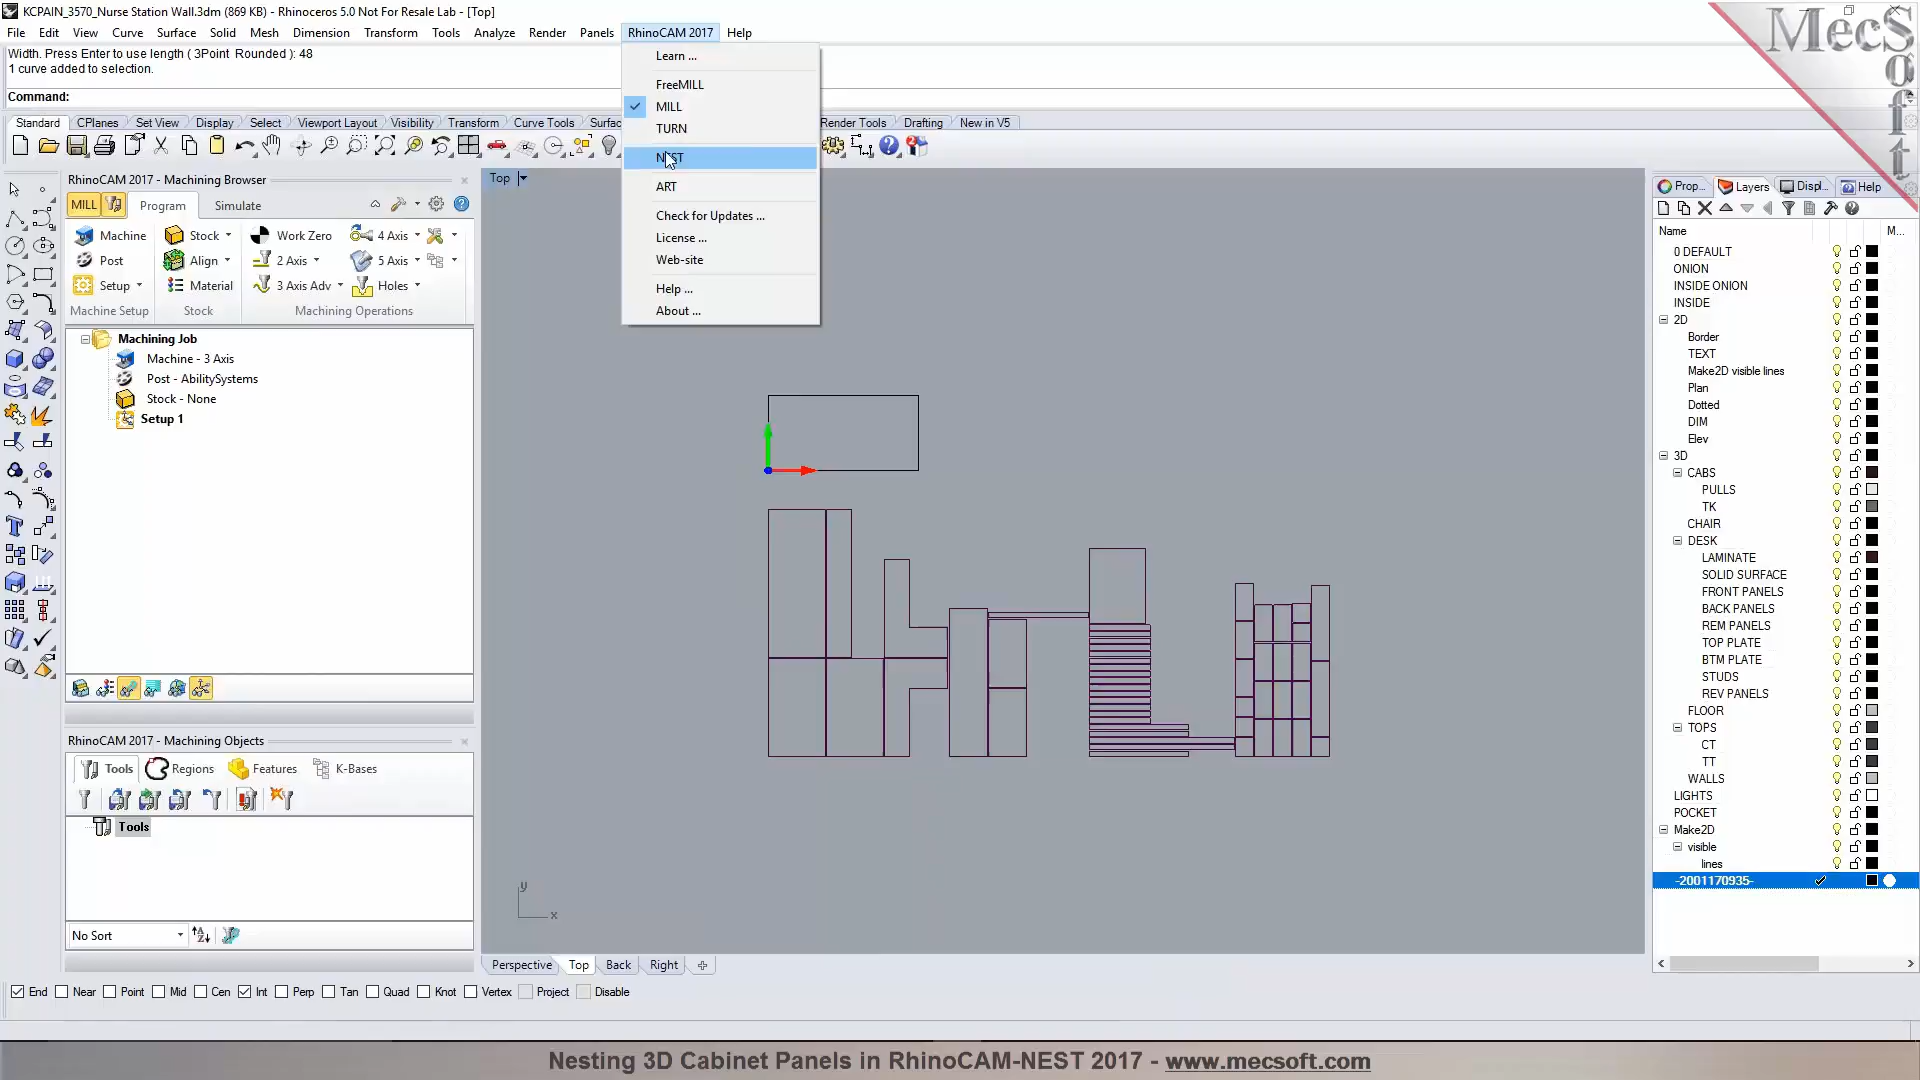 KCPAIN_3570_Nurse Station Wall.3dm (869 KB) - Rhinoceros 5.0 Not For Resale Lab - [Top]
File Edit View Curve Surface Solid Mesh Dimension Transform Tools Analyze Render Panels RhinoCAM 2017 Help
Width. Press Enter to use length ( 3Point Rounded ): 48
1 curve added to selection.
Command:
Standard CPlanes Set View Display Select Viewport Layout Visibility Transform Curve Tools Surfac Render Tools Drafting New in V5
Learn ...
FreeMILL
MILL
TURN
NEST
ART
Check for Updates ...
License ...
Web-site
Help ...
About ...
MecSoft
RhinoCAM 2017 - Machining Browser
MILL Program Simulate
Machine Stock Work Zero 4 Axis
Post Align 2 Axis 5 Axis
Setup Material 3 Axis Adv Holes
Machine Setup Stock Machining Operations
Machining Job
Machine - 3 Axis
Post - AbilitySystems
Stock - None
Setup 1
RhinoCAM 2017 - Machining Objects
Tools Regions Features K-Bases
Tools
No Sort
Top
y
x
Perspective Top Back Right
Prop... Layers Displ... Help
Name M...
0 DEFAULT
ONION
INSIDE ONION
INSIDE
2D
Border
TEXT
Make2D visible lines
Plan
Dotted
DIM
Elev
3D
CABS
PULLS
TK
CHAIR
DESK
LAMINATE
SOLID SURFACE
FRONT PANELS
BACK PANELS
REM PANELS
TOP PLATE
BTM PLATE
STUDS
REV PANELS
FLOOR
TOPS
CT
TT
WALLS
LIGHTS
POCKET
Make2D
visible
lines
-2001170935-
End Near Point Mid Cen Int Perp Tan Quad Knot Vertex Project Disable
Nesting 3D Cabinet Panels in RhinoCAM-NEST 2017 - www.mecsoft.com